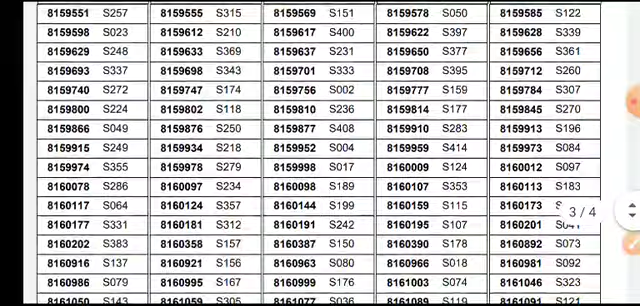 8159551 S257 8159555 S315 8159569 S151 8159578 S050 8159585 S122
8159598 S023 8159612 S210 8159617 S400 8159622 S397 8159628 S339
8159629 S248 8159633 S369 8159637 S231 8159650 S377 8159656 S361
8159693 S337 8159698 S343 8159701 S333 8159708 S395 8159712 S260
8159740 S272 8159747 S174 8159756 S002 8159777 S159 8159784 S307
8159800 S224 8159802 S118 8159810 S236 8159814 S177 8159845 S270
8159866 S049 8159876 S250 8159877 S408 8159910 S283 8159913 S196
8159915 S249 8159934 S218 8159952 S004 8159959 S414 8159973 S084
8159974 S355 8159978 S279 8159998 S017 8160009 S124 8160012 S097
8160078 S286 8160097 S234 8160098 S189 8160107 S353 8160113 S183
8160117 S064 8160124 S357 8160144 S199 8160159 S115 8160173
3 / 4
8160177 S331 8160181 S312 8160191 S242 8160195 S107 8160201
8160202 S383 8160358 S157 8160387 S150 8160390 S178 8160892 S073
8160916 S137 8160921 S156 8160963 S080 8160966 S018 8160981 S092
8160986 S079 8160995 S167 8160999 S176 8161003 S074 8161046 S323
8161050 S143 8161059 S305 8161077 S036 8161089 S119 8161099 S121